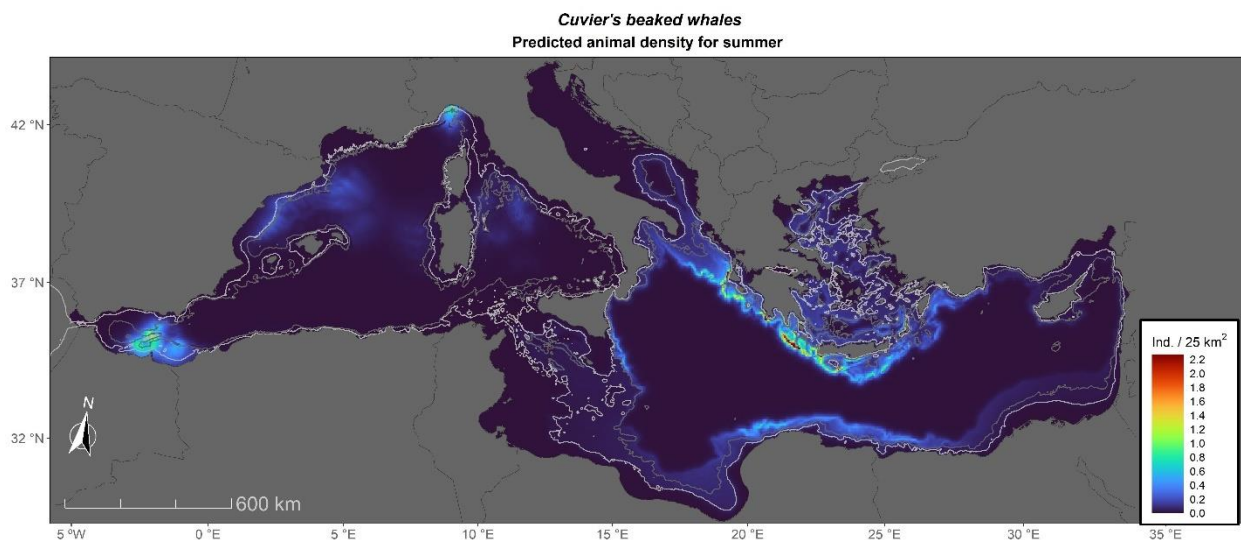 Cuvier's beaked whales
Predicted animal density for summer
42 °N
37 °N
32 °N
N
600 km
Ind. / 25 km²
2.2
2.0
1.8
1.6
1.4
1.2
1.0
0.8
0.6
0.4
0.2
0.0
5 °W
0 °E
5 °E
10 °E
15 °E
20 °E
25 °E
30 °E
35 °E